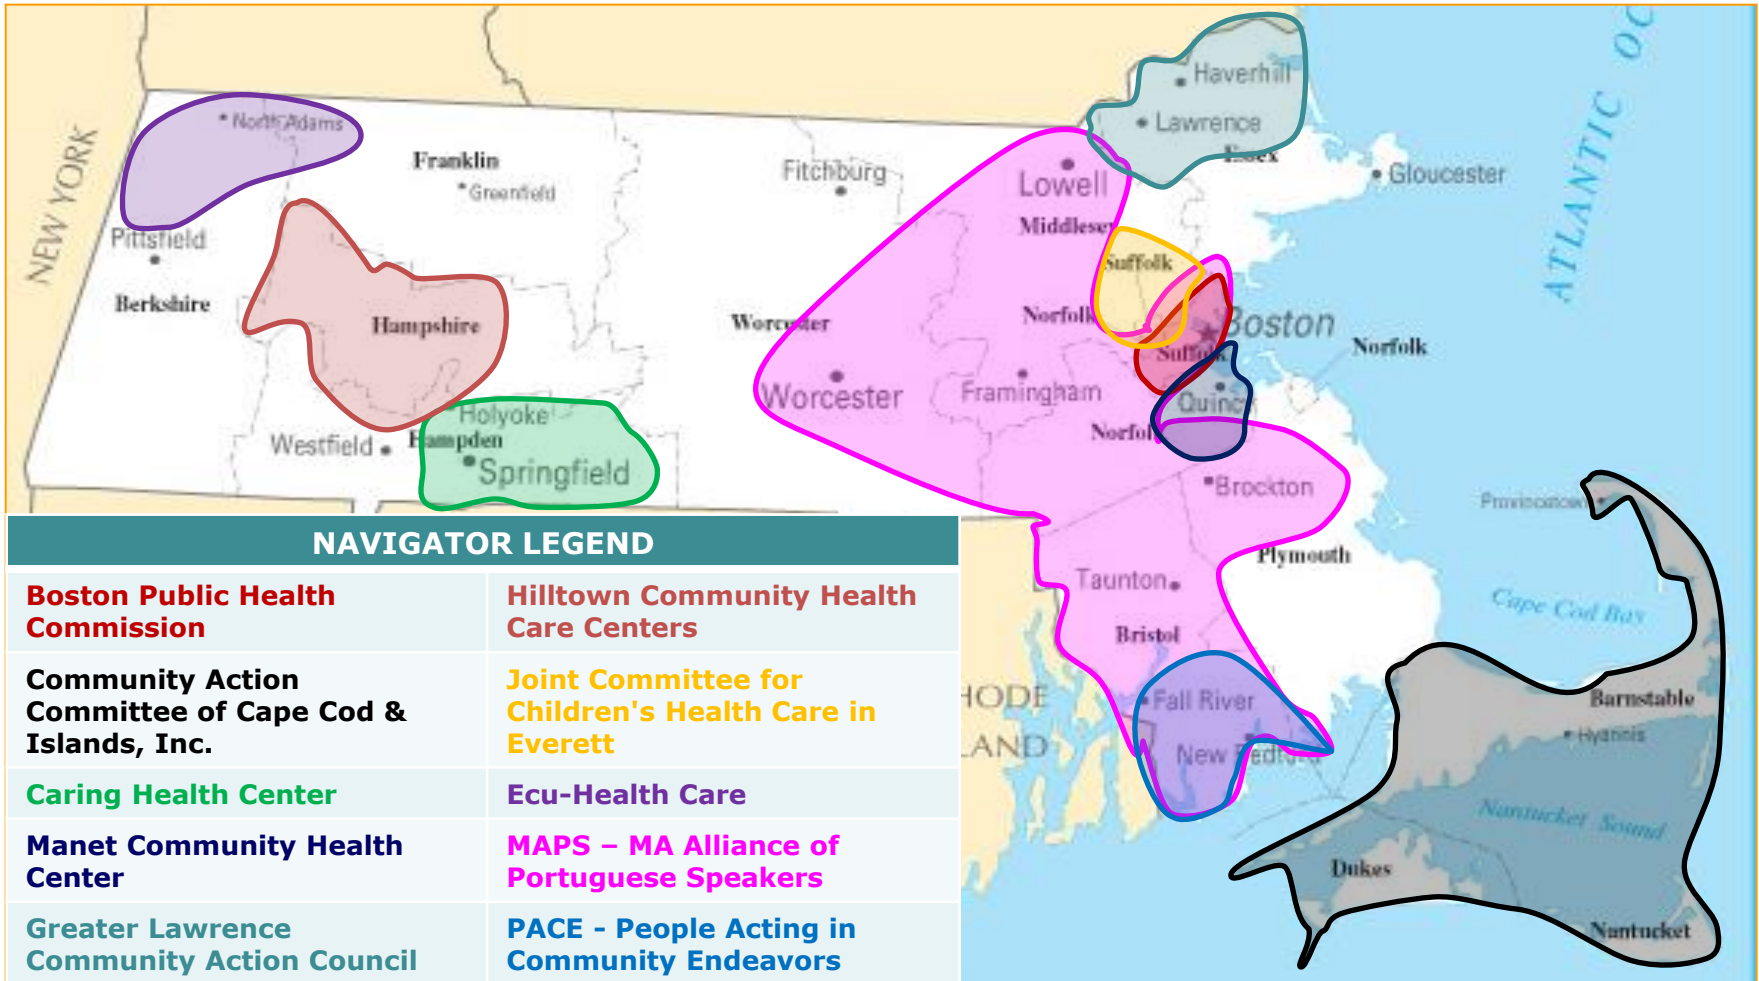 ATLANTIC OC
NEW YORK
Haverhill
Lawrence
Essex
Gloucester
North Adams
Franklin
Greenfield
Fitchburg
Lowell
Middlesex
Pittsfield
Berkshire
Hampshire
Worcester
Suffolk
Norfolk
Boston
Suffolk
Norfolk
Worcester
Framingham
Quincy
Norfolk
Holyoke
Hampden
Westfield
Springfield
Brockton
Provincetown
Plymouth
Taunton
Cape Cod Bay
Bristol
HODE
LAND
Fall River
New Bedford
Barnstable
Hyannis
Nantucket Sound
Dukes
Nantucket
NAVIGATOR LEGEND
Boston Public Health
Commission
Hilltown Community Health
Care Centers
Community Action
Committee of Cape Cod &
Islands, Inc.
Joint Committee for
Children's Health Care in
Everett
Caring Health Center
Ecu-Health Care
Manet Community Health
Center
MAPS – MA Alliance of
Portuguese Speakers
Greater Lawrence
Community Action Council
PACE - People Acting in
Community Endeavors